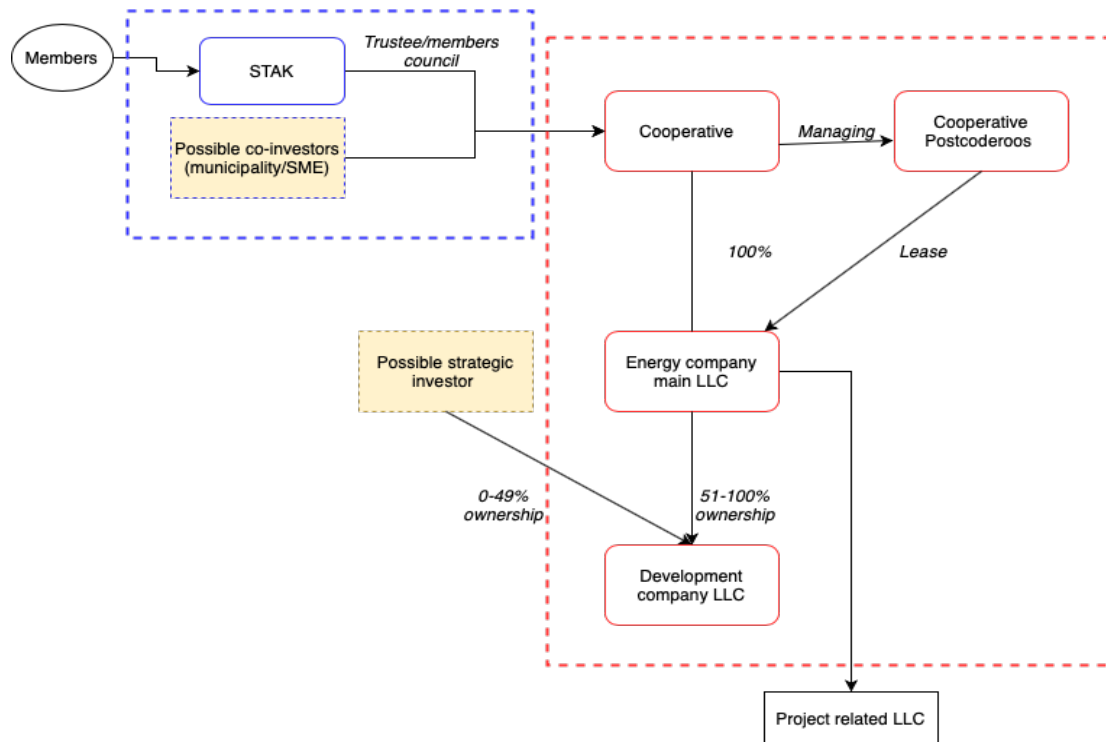 Members
STAK
Trustee/members
council
Possible co-investors
(municipality/SME)
Cooperative
Managing
Cooperative
Postcoderoos
100%
Lease
Possible strategic
investor
Energy company
main LLC
0-49%
ownership
51-100%
ownership
Development
company LLC
Project related LLC